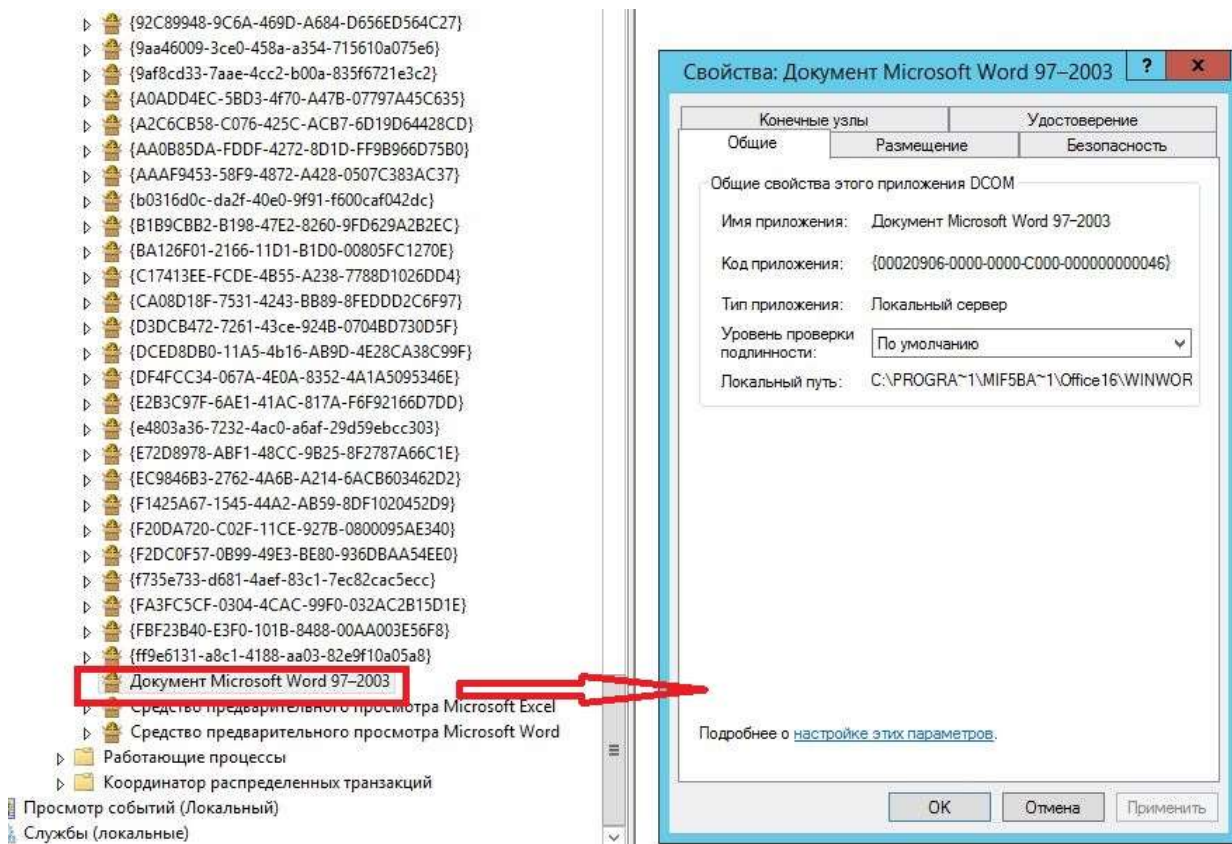 {92C89948-9C6A-469D-A684-D656ED564C27}
{9aa46009-3ce0-458a-a354-715610a075e6}
{9af8cd33-7aae-4cc2-b00a-835f6721e3c2}
{A0ADD4EC-5BD3-4f70-A47B-07797A45C635}
{A2C6CB58-C076-425C-ACB7-6D19D64428CD}
{AA0B85DA-FDDF-4272-8D1D-FF9B966D75B0}
{AAAF9453-58F9-4872-A428-0507C383AC37}
{b0316d0c-da2f-40e0-9f91-f600caf042dc}
{B1B9CBB2-B198-47E2-8260-9FD629A2B2EC}
{BA126F01-2166-11D1-B1D0-00805FC1270E}
{C17413EE-FCDE-4B55-A238-7788D1026DD4}
{CA08D18F-7531-4243-BB89-8FEDDD2C6F97}
{D3DCB472-7261-43ce-924B-0704BD730D5F}
{DCED8DB0-11A5-4b16-AB9D-4E28CA38C99F}
{DF4FCC34-067A-4E0A-8352-4A1A5095346E}
{E2B3C97F-6AE1-41AC-817A-F6F92166D7DD}
{e4803a36-7232-4ac0-a6af-29d59ebcc303}
{E72D8978-ABF1-48CC-9B25-8F2787A66C1E}
{EC9846B3-2762-4A6B-A214-6ACB603462D2}
{F1425A67-1545-44A2-AB59-8DF1020452D9}
{F20DA720-C02F-11CE-927B-0800095AE340}
{F2DC0F57-0B99-49E3-BE80-936DBAA54EE0}
{f735e733-d681-4aef-83c1-7ec82cac5ecc}
{FA3FC5CF-0304-4CAC-99F0-032AC2B15D1E}
{FBF23B40-E3F0-101B-8488-00AA003E56F8}
{ff9e6131-a8c1-4188-aa03-82e9f10a05a8}
Документ Microsoft Word 97–2003
Средство предварительного просмотра Microsoft Excel
Средство предварительного просмотра Microsoft Word
Работающие процессы
Координатор распределенных транзакций
Просмотр событий (Локальный)
Службы (локальные)
Свойства: Документ Microsoft Word 97–2003 ? x
Конечные узлы Удостоверение
Общие Размещение Безопасность
Общие свойства этого приложения DCOM
Имя приложения: Документ Microsoft Word 97–2003
Код приложения: {00020906-0000-0000-C000-000000000046}
Тип приложения: Локальный сервер
Уровень проверки подлинности: По умолчанию
Локальный путь: C:\PROGRA~1\MIF5BA~1\Office16\WINWOR
Подробнее о настройке этих параметров.
OK Отмена Применить